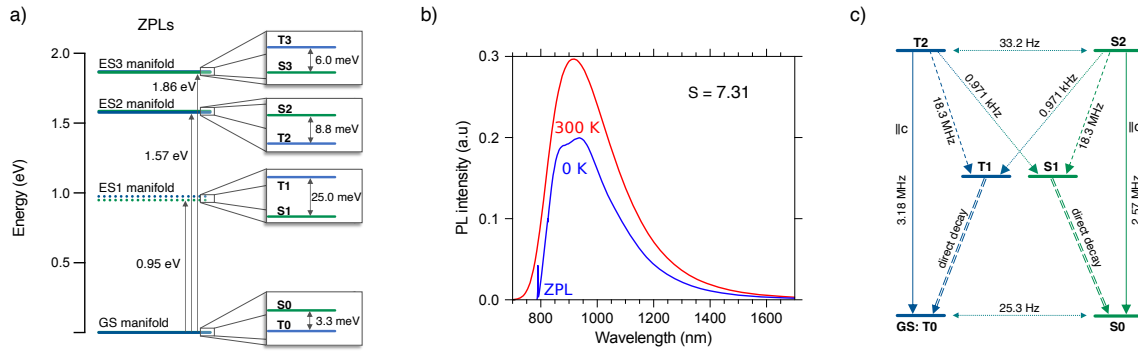 a)
ZPLs
Energy (eV)
2.0
1.5
1.0
0.5
ES3 manifold
1.86 eV
ES2 manifold
1.57 eV
ES1 manifold
0.95 eV
GS manifold
T3
6.0 meV
S3
S2
8.8 meV
T2
T1
25.0 meV
S1
S0
3.3 meV
T0
b)
PL intensity (a.u)
0.3
0.2
0.1
0.0
S = 7.31
300 K
0 K
ZPL
800 1000 1200 1400 1600
Wavelength (nm)
c)
T2 33.2 Hz S2
||c
3.18 MHz
18.3 MHz
0.971 kHz
0.971 kHz
18.3 MHz
||c
2.57 MHz
T1 S1
direct decay
direct decay
25.3 Hz
GS: T0 S0